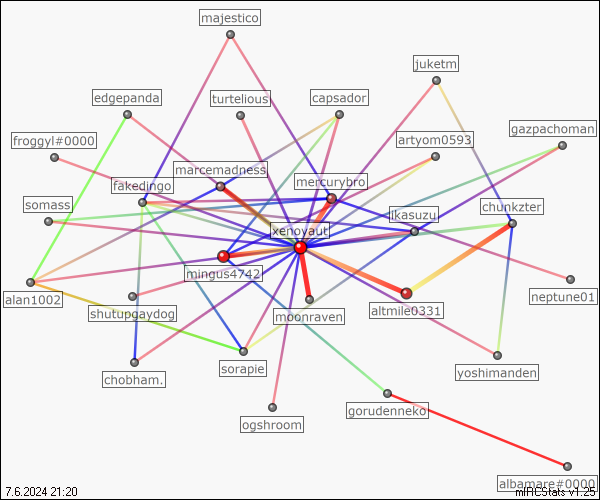 majestico
juketm
edgepanda
turtelious
capsador
gazpachoman
froggyl#0000
artyom0593
marcemadness
mercurybro
fakedingo
somass
ikasuzu
chunkzter
xenoyaut
mingus4742
alan1002
neptune01
shutupgaydog
altmile0331
moonraven
chobham.
sorapie
yoshimanden
gorudenneko
ogshroom
albamare#0000
7.6.2024 21:20
mIRCStats v1.25